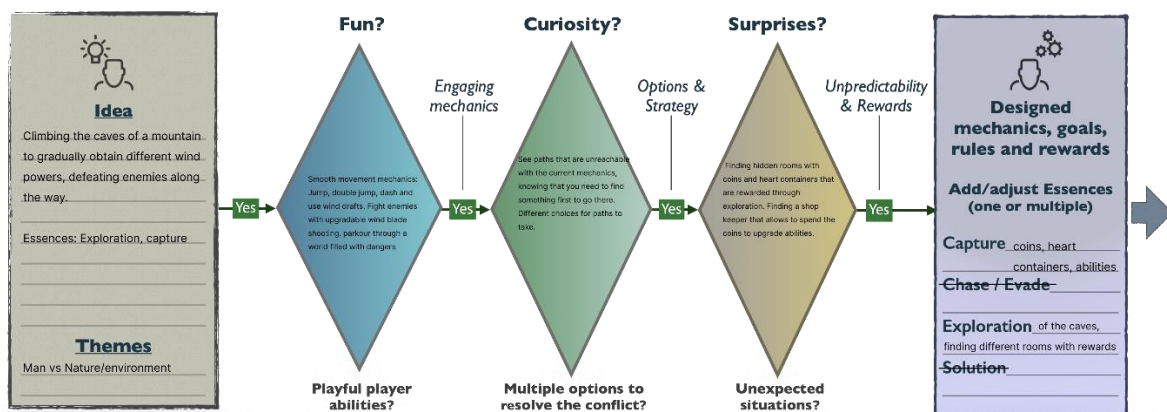 Idea
Climbing the caves of a mountain
to gradually obtain different wind
powers, defeating enemies along
the way.
Essences: Exploration, capture
Themes
Man vs Nature/environment
Yes
Fun?
Smooth movement mechanics:
Jump, double jump, dash and
use wind drafts. Fight enemies
with upgradable wind blade
shooting, parkour through a
world filled with dangers
Playful player
abilities?
Engaging
mechanics
Yes
Curiosity?
See paths that are unreachable
with the current mechanics,
knowing that you need to find
something first to go there.
Different choices for paths to
take.
Multiple options to
resolve the conflict?
Options &
Strategy
Yes
Surprises?
Finding hidden rooms with
coins and heart containers that
are rewarded through
exploration. Finding a shop
keeper that allows to spend the
coins to upgrade abilities.
Unexpected
situations?
Unpredictability
& Rewards
Yes
Designed
mechanics, goals,
rules and rewards
Add/adjust Essences
(one or multiple)
Capture coins, heart
containers, abilities
Chase / Evade
Exploration of the caves,
finding different rooms with rewards
Solution